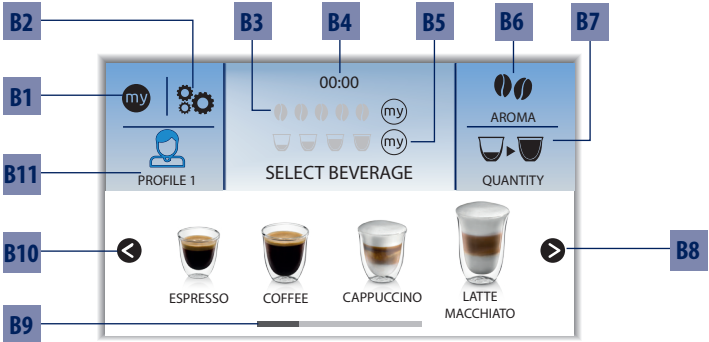 B2
B3
B4
B5
B6
B7
B1
my
00:00
my
my
AROMA
B11
PROFILE 1
SELECT BEVERAGE
QUANTITY
B10
B8
ESPRESSO
COFFEE
CAPPUCCINO
LATTE
MACCHIATO
B9